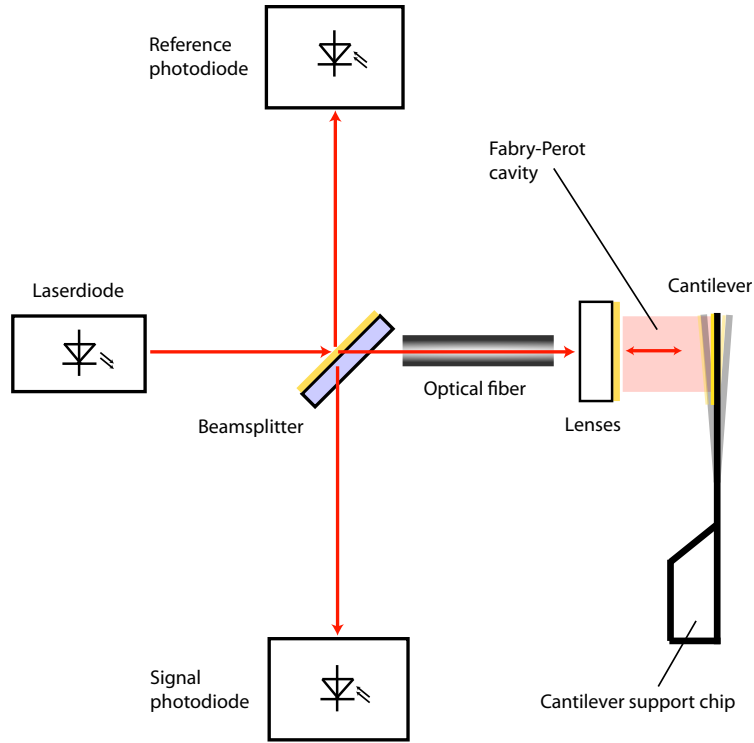 Reference
photodiode
Fabry-Perot
cavity
Laserdiode
Cantilever
Optical fiber
Beamsplitter
Lenses
Signal
photodiode
Cantilever support chip